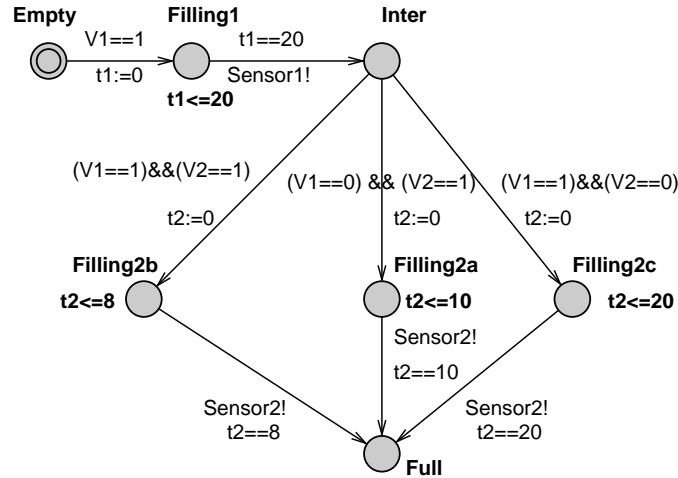 Empty
Filling1
Inter
V1==1
t1==20
t1:=0
Sensor1!
t1<=20
(V1==1)&&(V2==1)
(V1==0) && (V2==1)
(V1==1)&&(V2==0)
t2:=0
t2:=0
t2:=0
Filling2b
Filling2a
Filling2c
t2<=8
t2<=10
t2<=20
Sensor2!
t2==10
Sensor2!
t2==8
Sensor2!
t2==20
Full